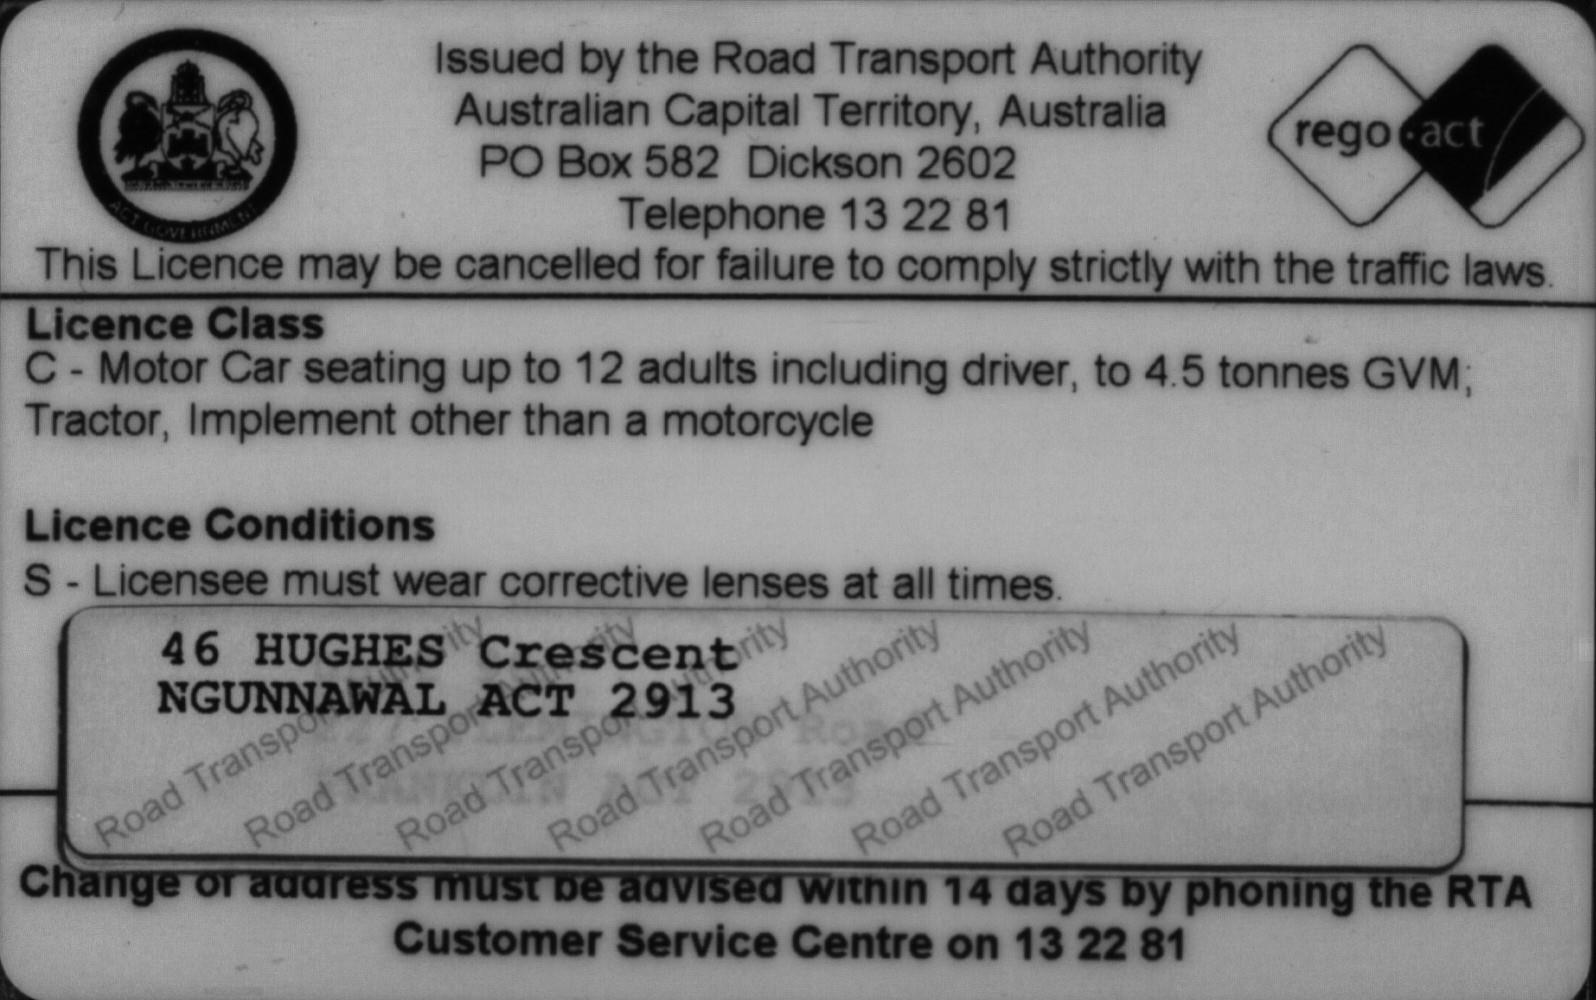 Issued by the Road Transport Authority
Australian Capital Territory, Australia
PO Box 582 Dickson 2602
Telephone 13 22 81
ACT GOVERNMENT
rego act
This Licence may be cancelled for failure to comply strictly with the traffic laws.
Licence Class
C - Motor Car seating up to 12 adults including driver, to 4.5 tonnes GVM;
Tractor, Implement other than a motorcycle
Licence Conditions
S - Licensee must wear corrective lenses at all times.
46 HUGHES Crescent
NGUNNAWAL ACT 2913
Road Transport Authority
Road Transport Authority
Road Transport Authority
Road Transport Authority
Road Transport Authority
Road Transport Authority
Road Transport Authority
Change of address must be advised within 14 days by phoning the RTA
Customer Service Centre on 13 22 81